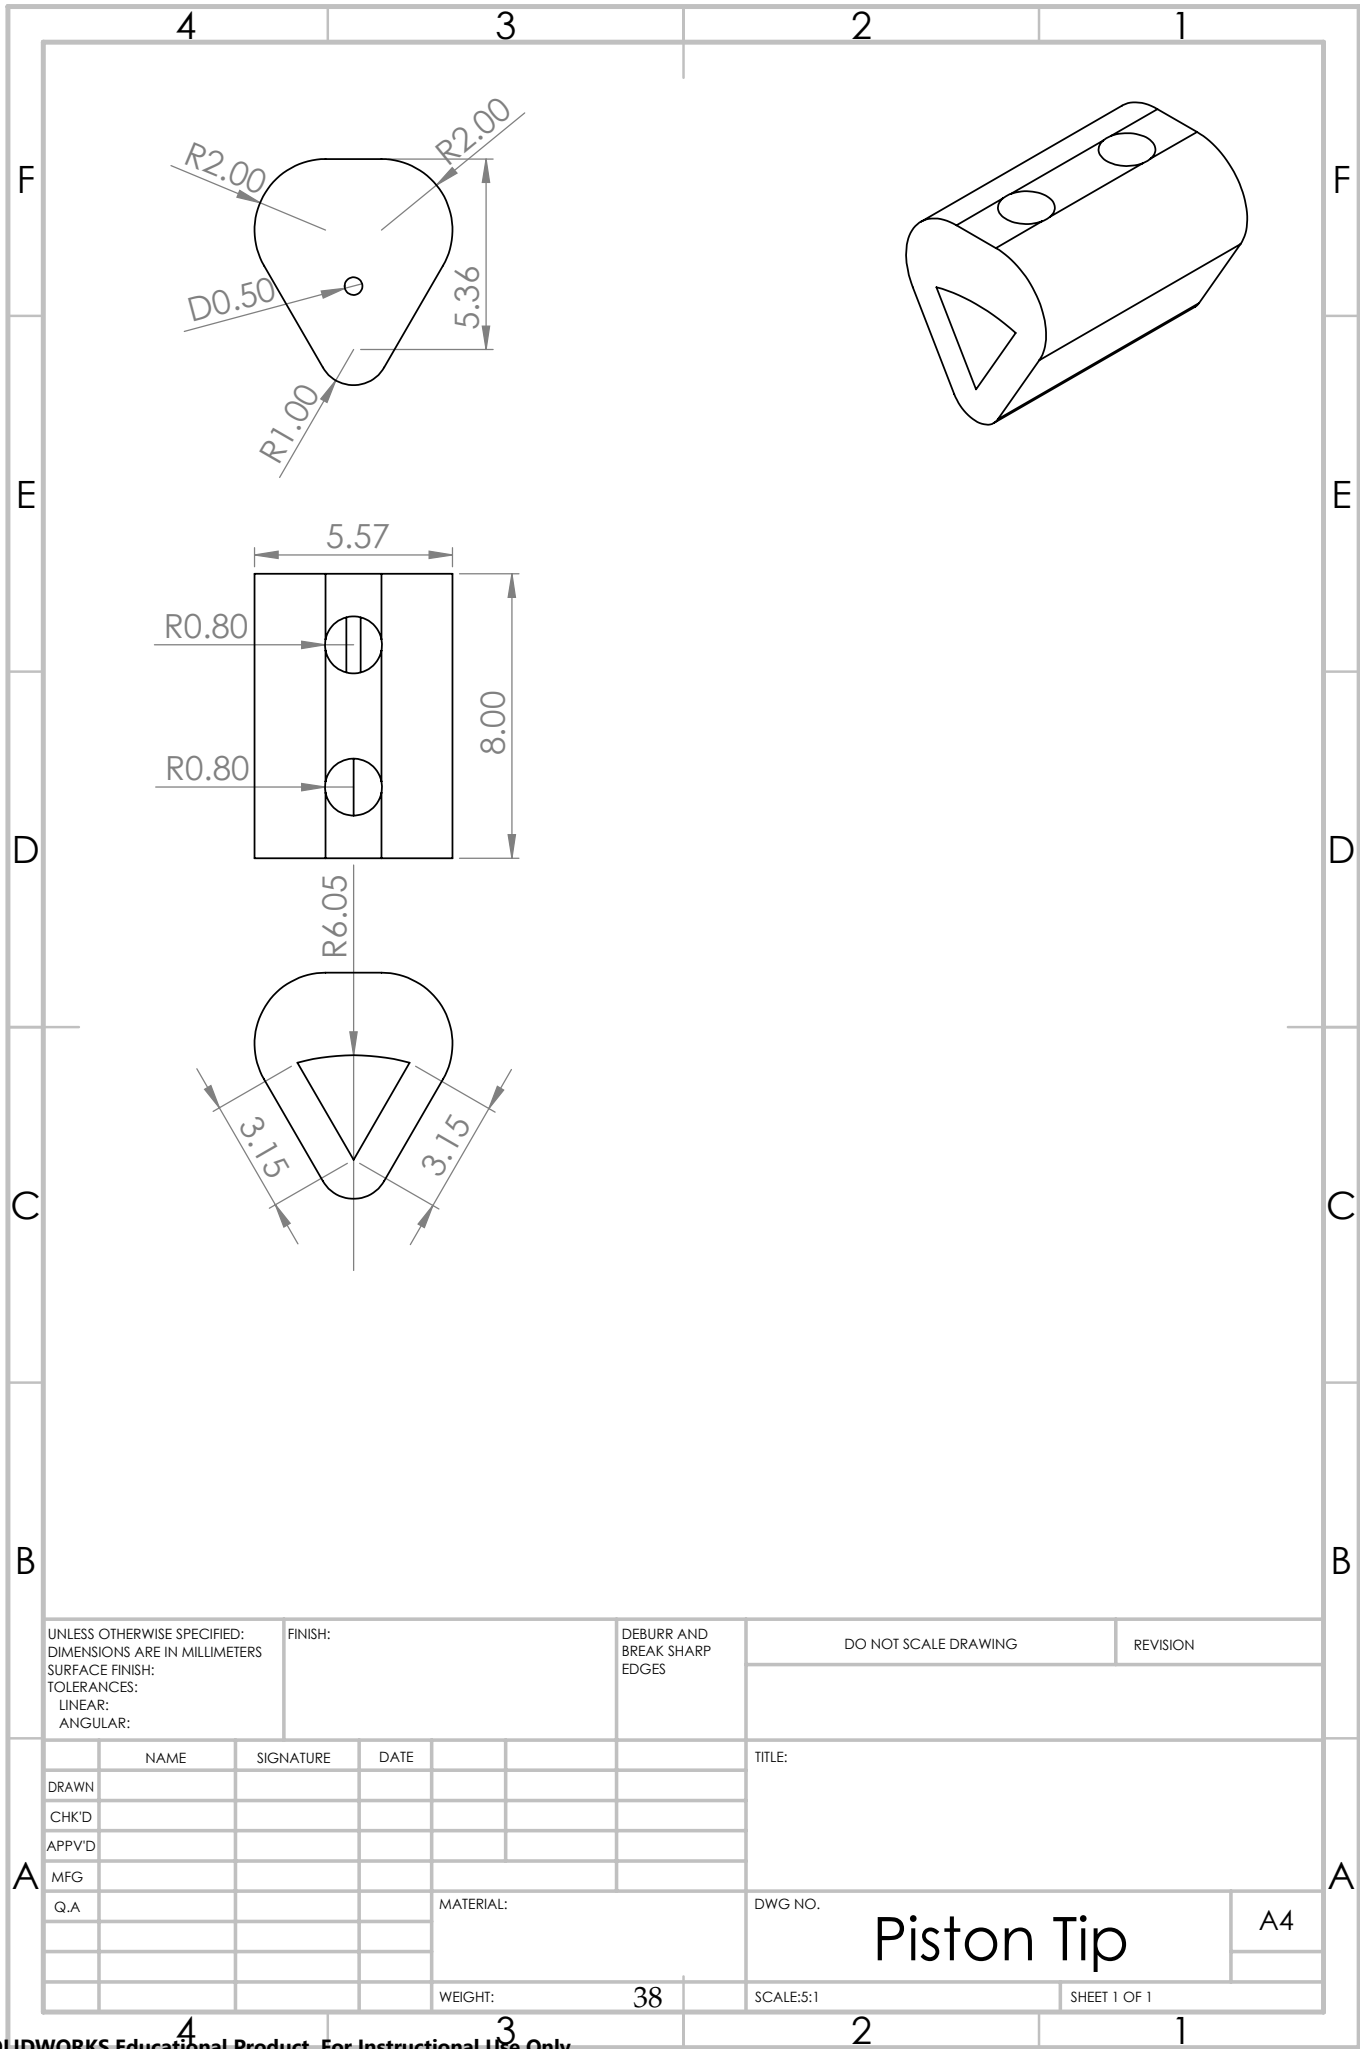 4 3 2 1
R2.00 R2.00
F F
D0.50 5.36
R1.00
E E
5.57
R0.80
8.00
R0.80
D D
R6.05
3.15 3.15
C C
B B
UNLESS OTHERWISE SPECIFIED:
DIMENSIONS ARE IN MILLIMETERS
SURFACE FINISH:
TOLERANCES:
LINEAR:
ANGULAR:
FINISH:
DEBURR AND
BREAK SHARP
EDGES
DO NOT SCALE DRAWING
REVISION
NAME SIGNATURE DATE
TITLE:
DRAWN
CHK'D
APPV'D
A A
MFG
Q.A
MATERIAL:
DWG NO.
Piston Tip
A4
WEIGHT:
38
SCALE:5:1
SHEET 1 OF 1
4 3 2 1
OLIDWORKS Educational Product. For Instructional Use Only.